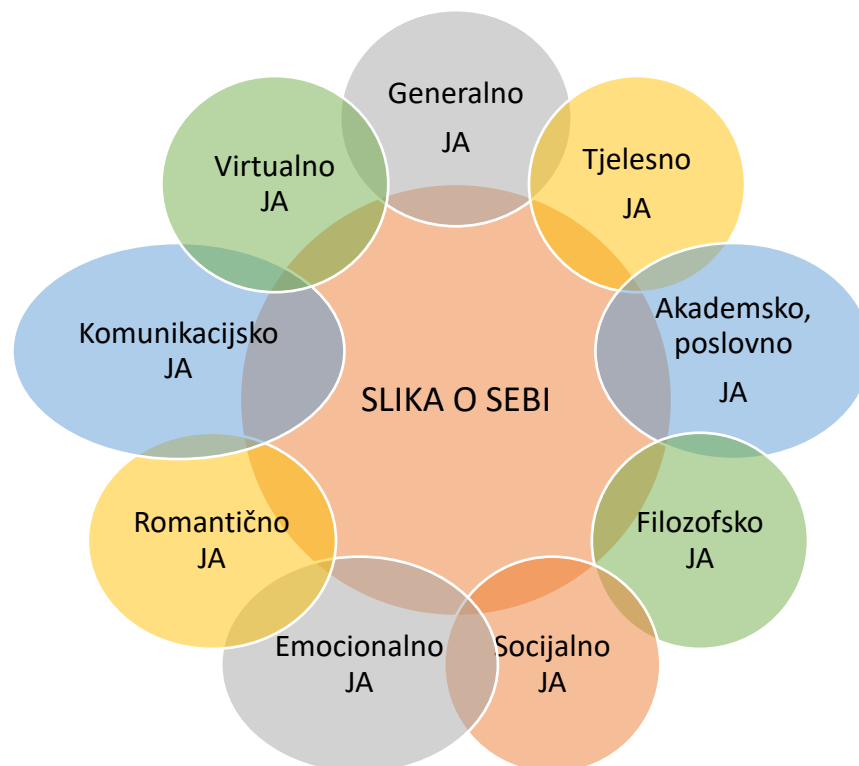 Generalno
JA
Tjelesno
JA
Akademsko,
poslovno
JA
Filozofsko
JA
Socijalno
JA
Emocionalno
JA
Romantično
JA
Komunikacijsko
JA
Virtualno
JA
SLIKA O SEBI